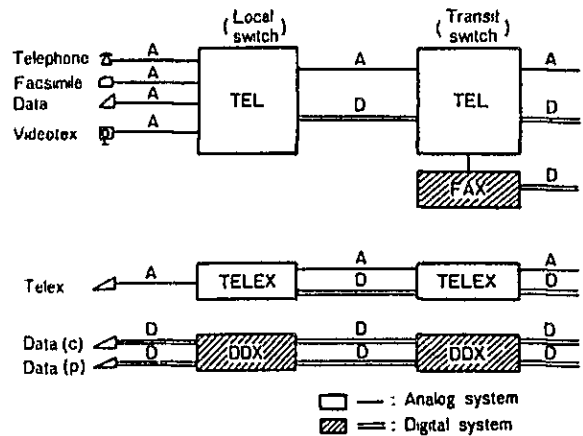 (Local switch) (Transit switch)
Telephone A A A
Facsimile A
Data A TEL D TEL D
Videotex A
FAX D
Telex A TELEX A D TELEX A D
Data (c) D DDX D DDX D
Data (p) D D D
: Analog system
: Digital system